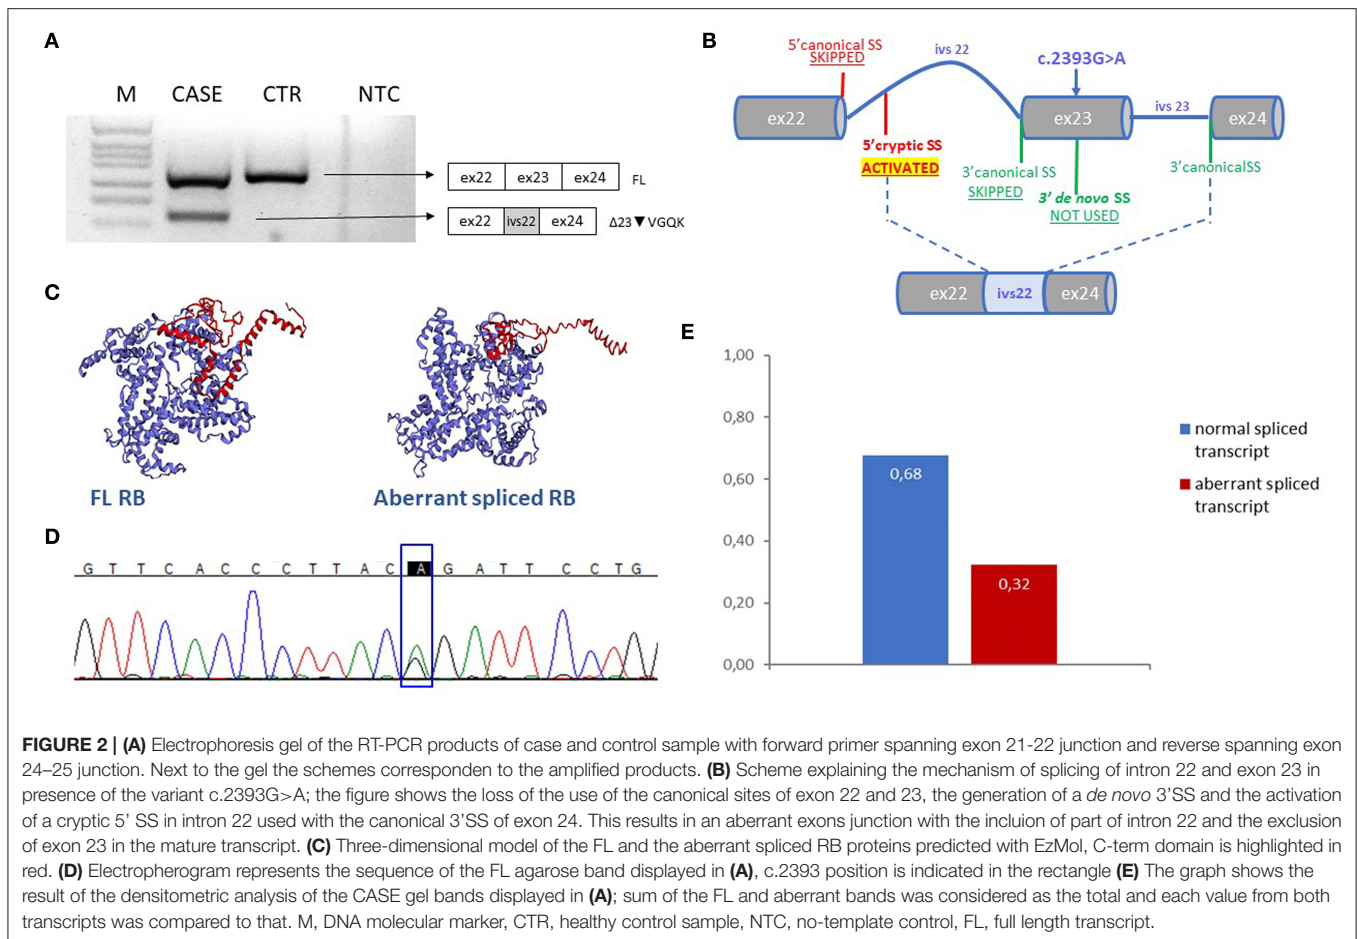 A
M CASE CTR NTC
ex22 ex23 ex24 FL
ex22 ivs22 ex24 Δ23▼VGQK
B
5'canonical SS
SKIPPED
ivs 22
c.2393G>A
ex22
ex23
ivs 23
ex24
5'cryptic SS
ACTIVATED
3'canonical SS
SKIPPED
3' de novo SS
NOT USED
3'canonicalSS
ex22 ivs22 ex24
C
FL RB
Aberrant spliced RB
D
G T T C A C C C T T A C A G A T T C C T G
E
1,00
0,80
0,60
0,40
0,20
0,00
0,68
0,32
normal spliced
transcript
aberrant spliced
transcript
FIGURE 2 | (A) Electrophoresis gel of the RT-PCR products of case and control sample with forward primer spanning exon 21-22 junction and reverse spanning exon
24–25 junction. Next to the gel the schemes corresponden to the amplified products. (B) Scheme explaining the mechanism of splicing of intron 22 and exon 23 in
presence of the variant c.2393G>A; the figure shows the loss of the use of the canonical sites of exon 22 and 23, the generation of a de novo 3'SS and the activation
of a cryptic 5' SS in intron 22 used with the canonical 3'SS of exon 24. This results in an aberrant exons junction with the incluion of part of intron 22 and the exclusion
of exon 23 in the mature transcript. (C) Three-dimensional model of the FL and the aberrant spliced RB proteins predicted with EzMol, C-term domain is highlighted in
red. (D) Electropherogram represents the sequence of the FL agarose band displayed in (A), c.2393 position is indicated in the rectangle (E) The graph shows the
result of the densitometric analysis of the CASE gel bands displayed in (A); sum of the FL and aberrant bands was considered as the total and each value from both
transcripts was compared to that. M, DNA molecular marker, CTR, healthy control sample, NTC, no-template control, FL, full length transcript.